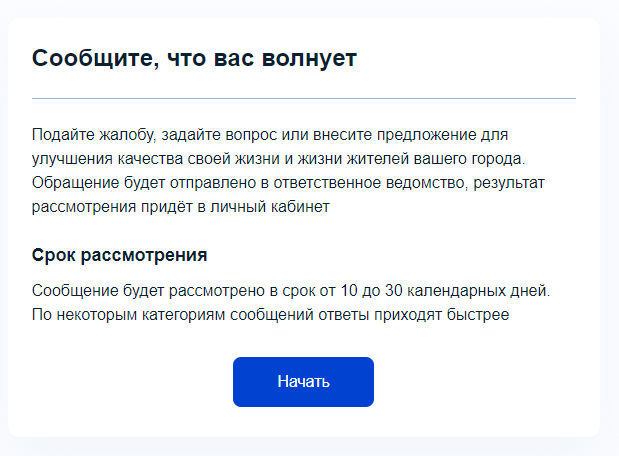 Сообщите, что вас волнует
Подайте жалобу, задайте вопрос или внесите предложение для
улучшения качества своей жизни и жизни жителей вашего города.
Обращение будет отправлено в ответственное ведомство, результат
рассмотрения придёт в личный кабинет
Срок рассмотрения
Сообщение будет рассмотрено в срок от 10 до 30 календарных дней.
По некоторым категориям сообщений ответы приходят быстрее
Начать